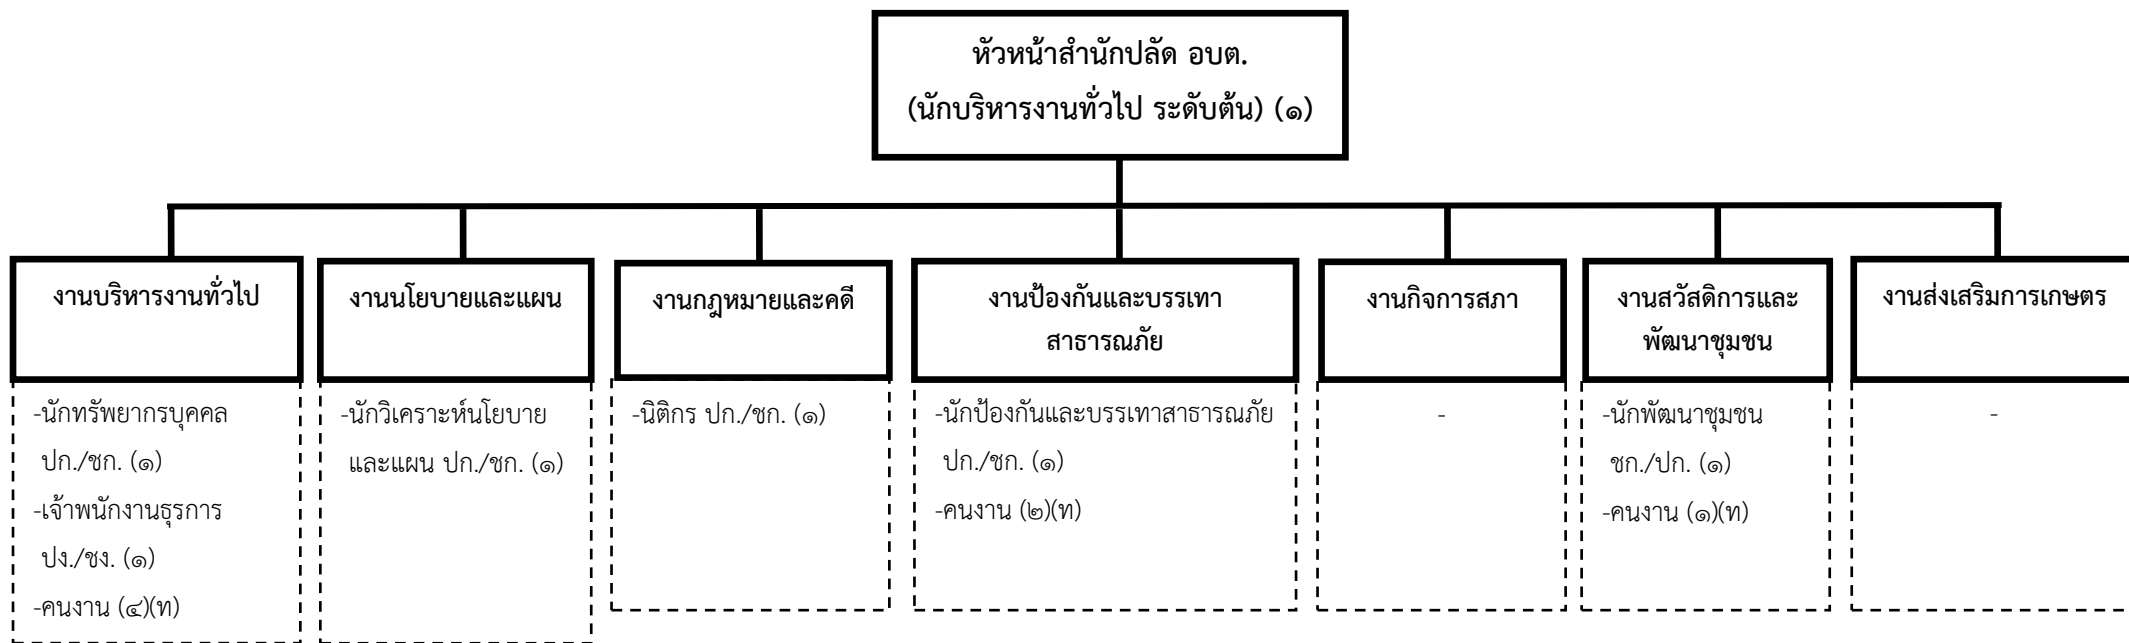 หัวหน้าสำนักปลัด อบต.
(นักบริหารงานทั่วไป ระดับต้น) (๑)
งานบริหารงานทั่วไป
-นักทรัพยากรบุคคล
ปก./ชก. (๑)
-เจ้าพนักงานธุรการ
ปง./ชง. (๑)
-คนงาน (๔)(ท)
งานนโยบายและแผน
-นักวิเคราะห์นโยบาย
และแผน ปก./ชก. (๑)
งานกฎหมายและคดี
-นิติกร ปก./ชก. (๑)
งานป้องกันและบรรเทา
สาธารณภัย
-นักป้องกันและบรรเทาสาธารณภัย
ปก./ชก. (๑)
-คนงาน (๒)(ท)
งานกิจการสภา
-
งานสวัสดิการและ
พัฒนาชุมชน
-นักพัฒนาชุมชน
ชก./ปก. (๑)
-คนงาน (๑)(ท)
งานส่งเสริมการเกษตร
-